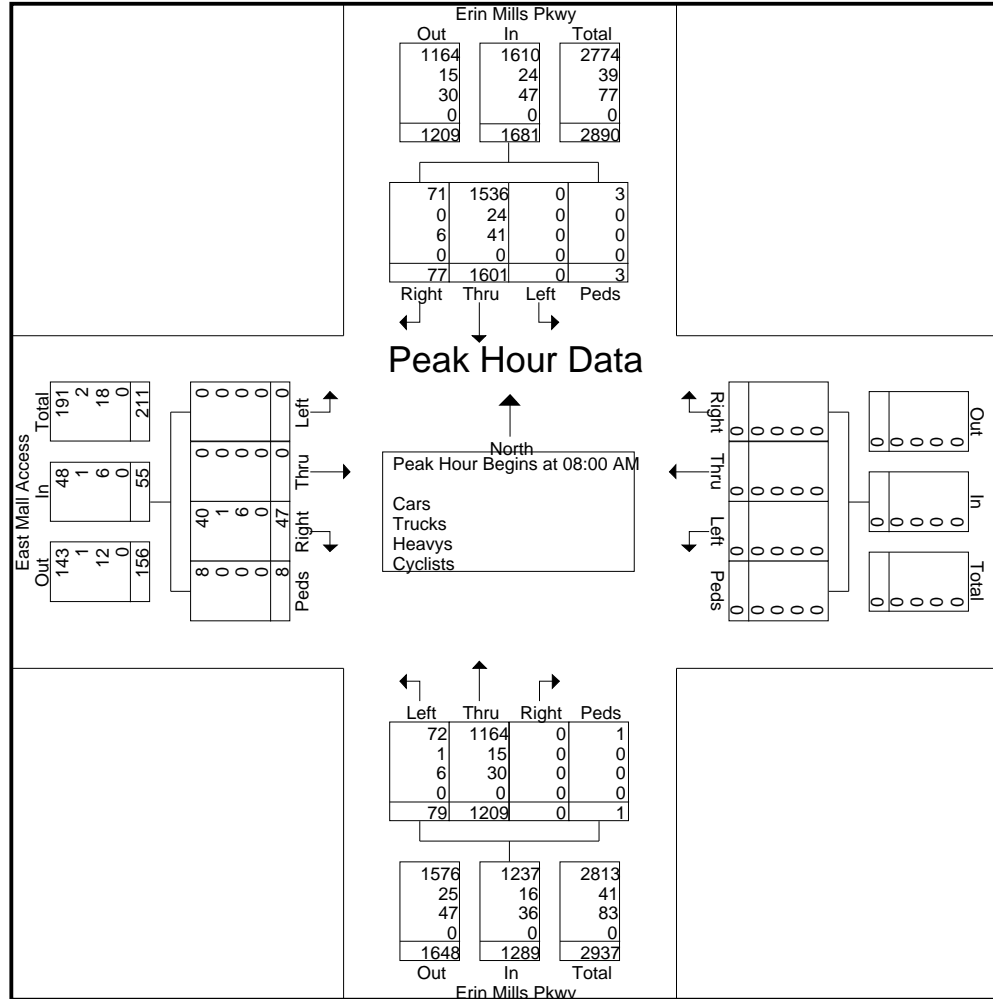 Erin Mills Pkwy
Out In Total
1164 1610 2774
15 24 39
30 47 77
0 0 0
1209 1681 2890
71 1536 0 3
0 24 0 0
6 41 0 0
0 0 0 0
77 1601 0 3
Right Thru Left Peds
Peak Hour Data
East Mall Access
Out In Total
143 48 191
1 1 2
12 6 18
0 0 0
156 55 211
8 40 0 0
0 1 0 0
0 6 0 0
0 0 0 0
8 47 0 0
Peds Right Thru Left
North
Peak Hour Begins at 08:00 AM
Cars
Trucks
Heavys
Cyclists
Right Thru Left Peds
0 0 0 0
0 0 0 0
0 0 0 0
0 0 0 0
0 0 0 0
Out In Total
0 0 0
0 0 0
0 0 0
0 0 0
0 0 0
Left Thru Right Peds
72 1164 0 1
1 15 0 0
6 30 0 0
0 0 0 0
79 1209 0 1
1576 1237 2813
25 16 41
47 36 83
0 0 0
1648 1289 2937
Out In Total
Erin Mills Pkwy